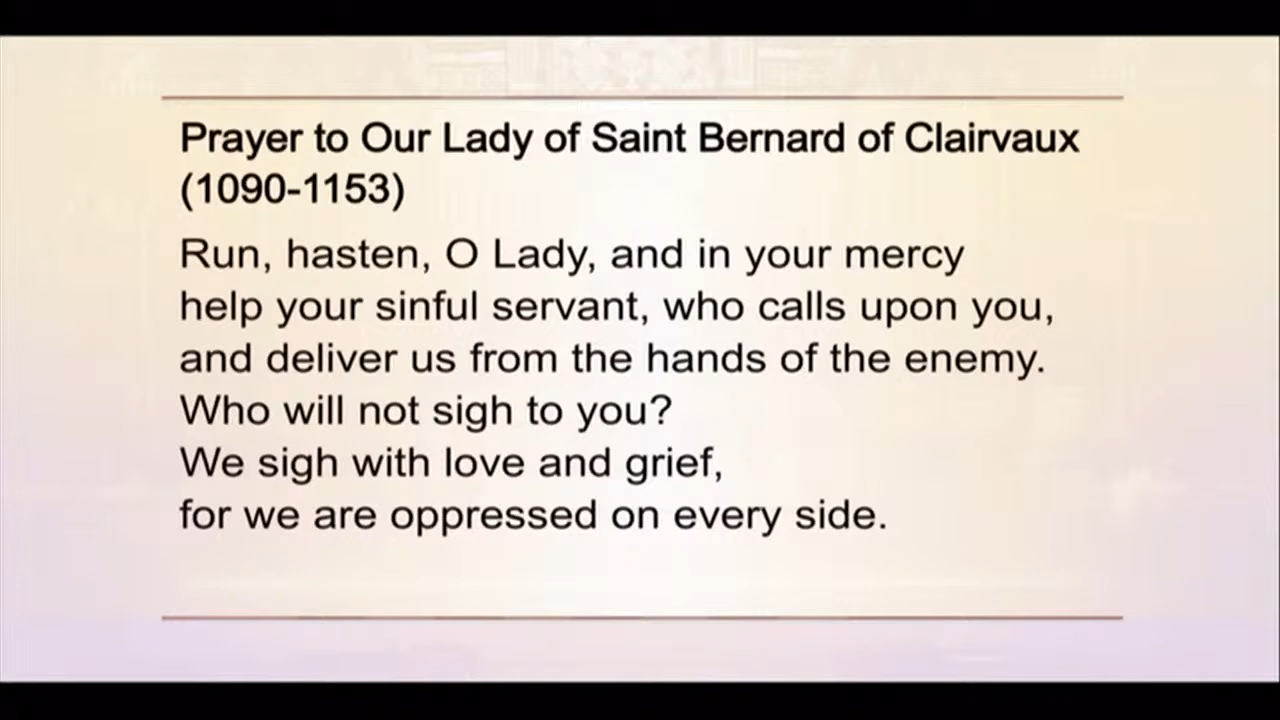 Prayer to Our Lady of Saint Bernard of Clairvaux
(1090-1153)
Run, hasten, O Lady, and in your mercy
help your sinful servant, who calls upon you,
and deliver us from the hands of the enemy.
Who will not sigh to you?
We sigh with love and grief,
for we are oppressed on every side.